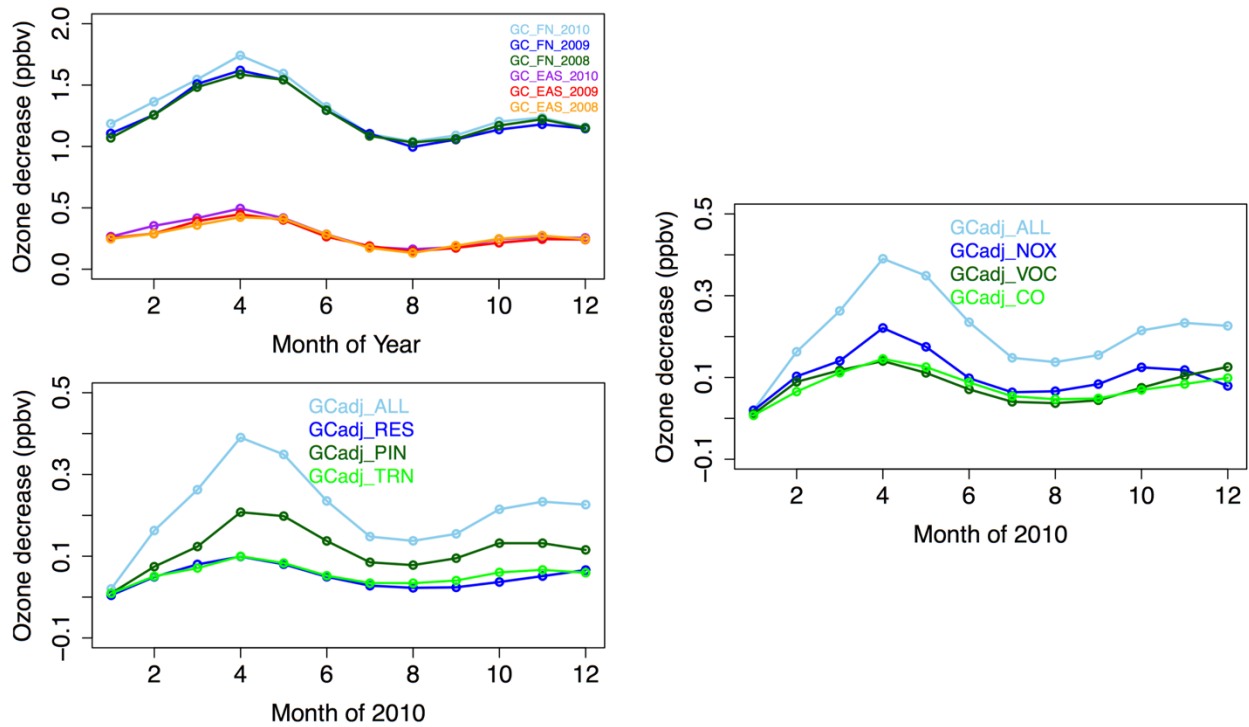 Ozone decrease (ppbv)
2.0
1.5
1.0
0.5
0.0
GC_FN_2010
GC_FN_2009
GC_FN_2008
GC_EAS_2010
GC_EAS_2009
GC_EAS_2008
2 4 6 8 10 12
Month of Year
Ozone decrease (ppbv)
0.5
0.3
0.1
−0.1
GCadj_ALL
GCadj_RES
GCadj_PIN
GCadj_TRN
2 4 6 8 10 12
Month of 2010
Ozone decrease (ppbv)
0.5
0.3
0.1
−0.1
GCadj_ALL
GCadj_NOX
GCadj_VOC
GCadj_CO
2 4 6 8 10 12
Month of 2010